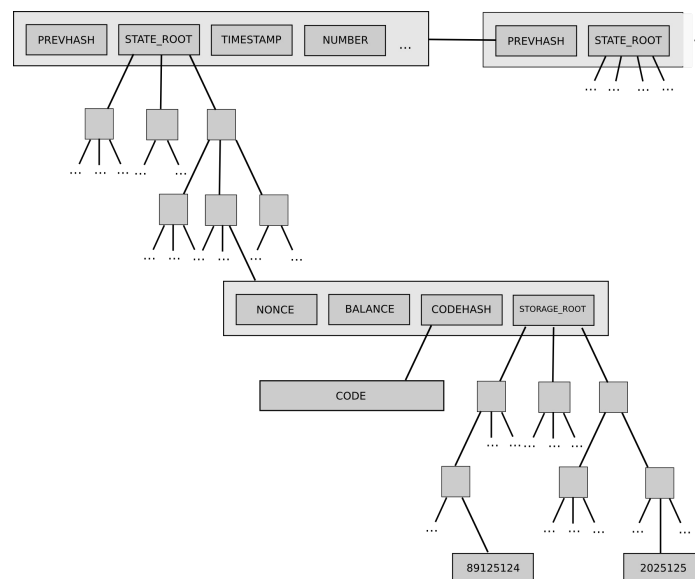 PREVHASH STATE_ROOT TIMESTAMP NUMBER ... PREVHASH STATE_ROOT
... ... ... ...
... ... ... ... ...
... ... ... ... ... ... ...
NONCE BALANCE CODEHASH STORAGE_ROOT
CODE
... ... ... ... ...
... ... ... ... ... ...
89125124 2025125